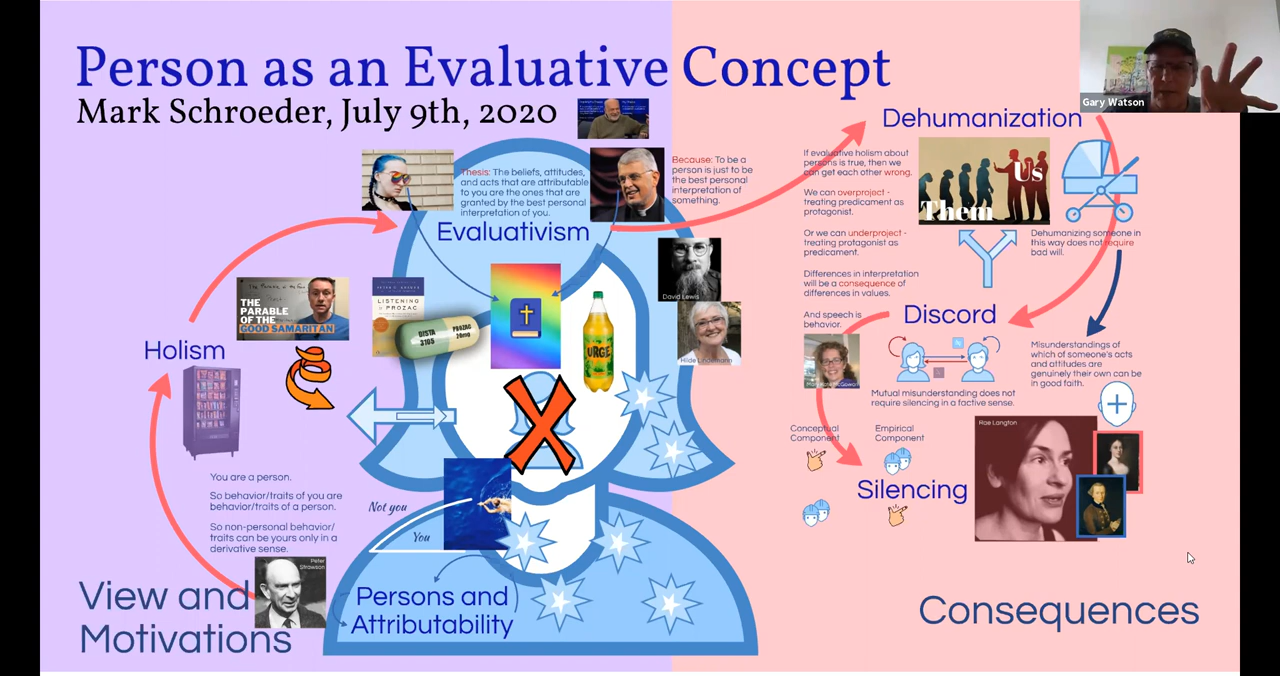 Person as an Evaluative Concept
Mark Schroeder, July 9th, 2020
Gary Watson
Dehumanization
Thesis: The beliefs, attitudes,
and acts that are attributable
to you are the ones that are
granted by the best personal
interpretation of you.
Because: To be a
person is just to be
the best personal
interpretation of
something.
Evaluativism
If evaluative holism about
persons is true, then we
can get each other wrong.
We can overproject -
treating predicament as
protagonist.
Or we can underproject -
treating protagonist as
predicament.
Differences in interpretation
will be a consequence of
differences in values.
And speech is
behavior.
Us
Them
Dehumanizing someone in
this way does not require
bad will.
David Lewis
Hilde Lindemann
THE
PARABLE
OF THE
GOOD SAMARITAN
LISTENING
to PROZAC
DISTA
3105
PROZAC
20mg
URGE
Holism
Discord
Misunderstandings of
which of someone's acts
and attitudes are
genuinely their own can be
in good faith.
Mutual misunderstanding does not
require silencing in a factive sense.
Conceptual
Component
Empirical
Component
Rae Langton
Silencing
You are a person.
So behavior/traits of you are
behavior/traits of a person.
So non-personal behavior/
traits can be yours only in a
derivative sense.
Not you
You
Peter
Strawson
View and
Motivations
Persons and
Attributability
Consequences